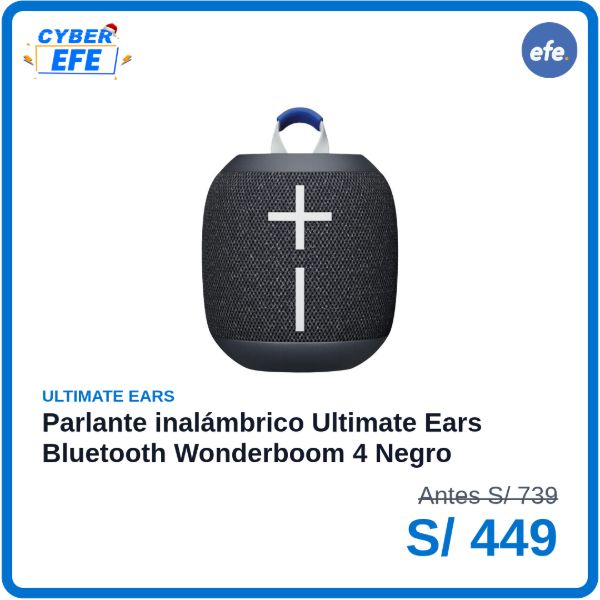 CYBER
EFE
efe.
ULTIMATE EARS
Parlante inalámbrico Ultimate Ears
Bluetooth Wonderboom 4 Negro
Antes S/ 739
S/ 449